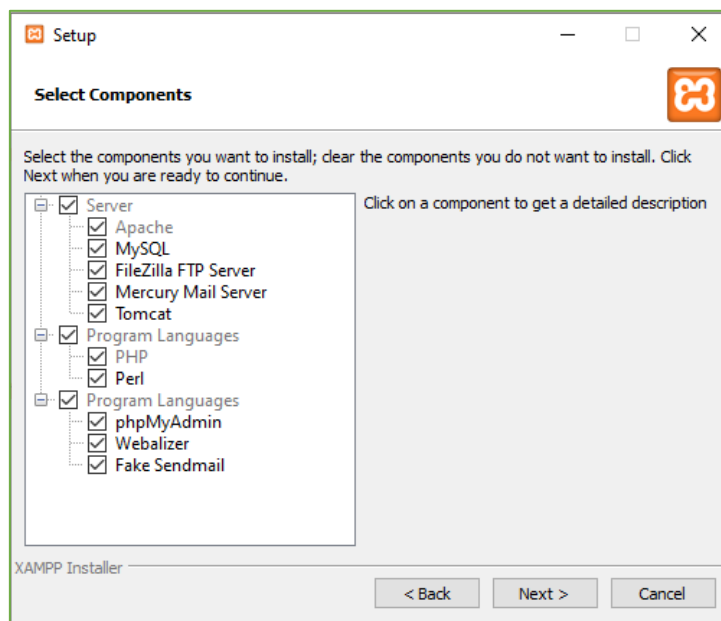 Setup
Select Components
Select the components you want to install; clear the components you do not want to install. Click
Next when you are ready to continue.
Click on a component to get a detailed description
Server
Apache
MySQL
FileZilla FTP Server
Mercury Mail Server
Tomcat
Program Languages
PHP
Perl
Program Languages
phpMyAdmin
Webalizer
Fake Sendmail
XAMPP Installer
< Back
Next >
Cancel